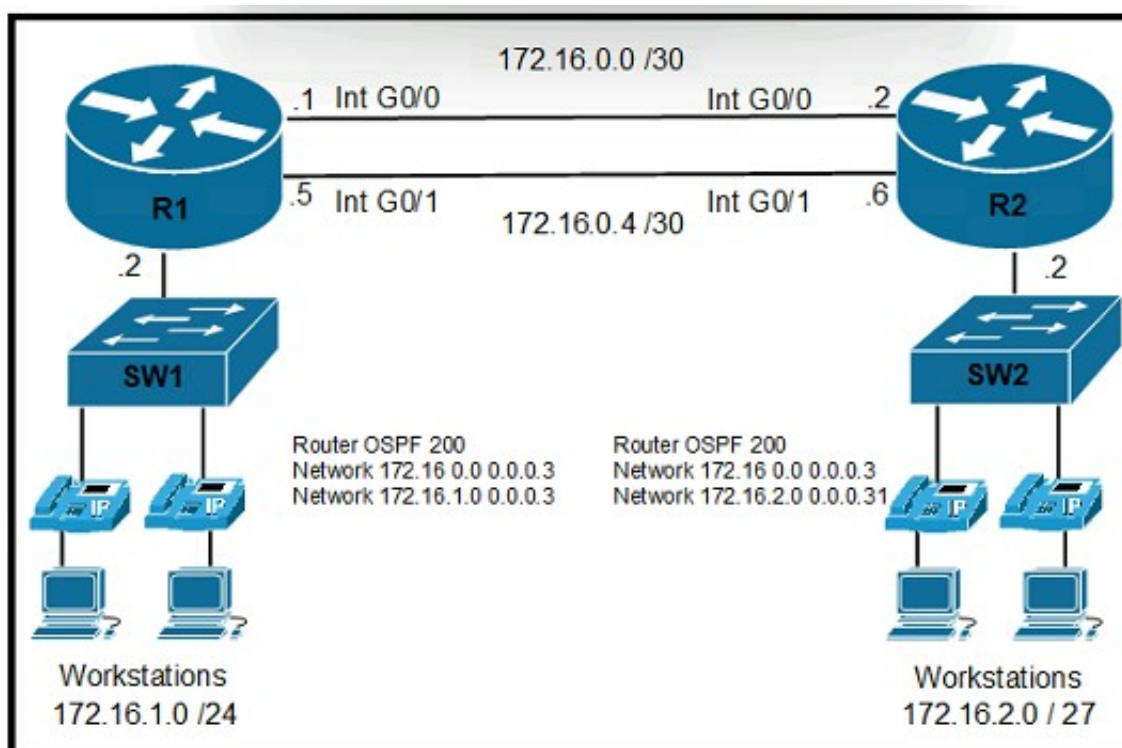 172.16.0.0 /30
.1 Int G0/0
Int G0/0 .2
R1
R2
.5 Int G0/1
Int G0/1 .6
172.16.0.4 /30
.2
.2
SW1
SW2
Router OSPF 200
Network 172.16 0.0 0.0.0.3
Network 172.16.1.0 0.0.0.3
Router OSPF 200
Network 172.16 0.0 0.0.0.3
Network 172.16.2.0 0.0.0.31
IP
IP
IP
IP
Workstations
172.16.1.0 /24
Workstations
172.16.2.0 / 27